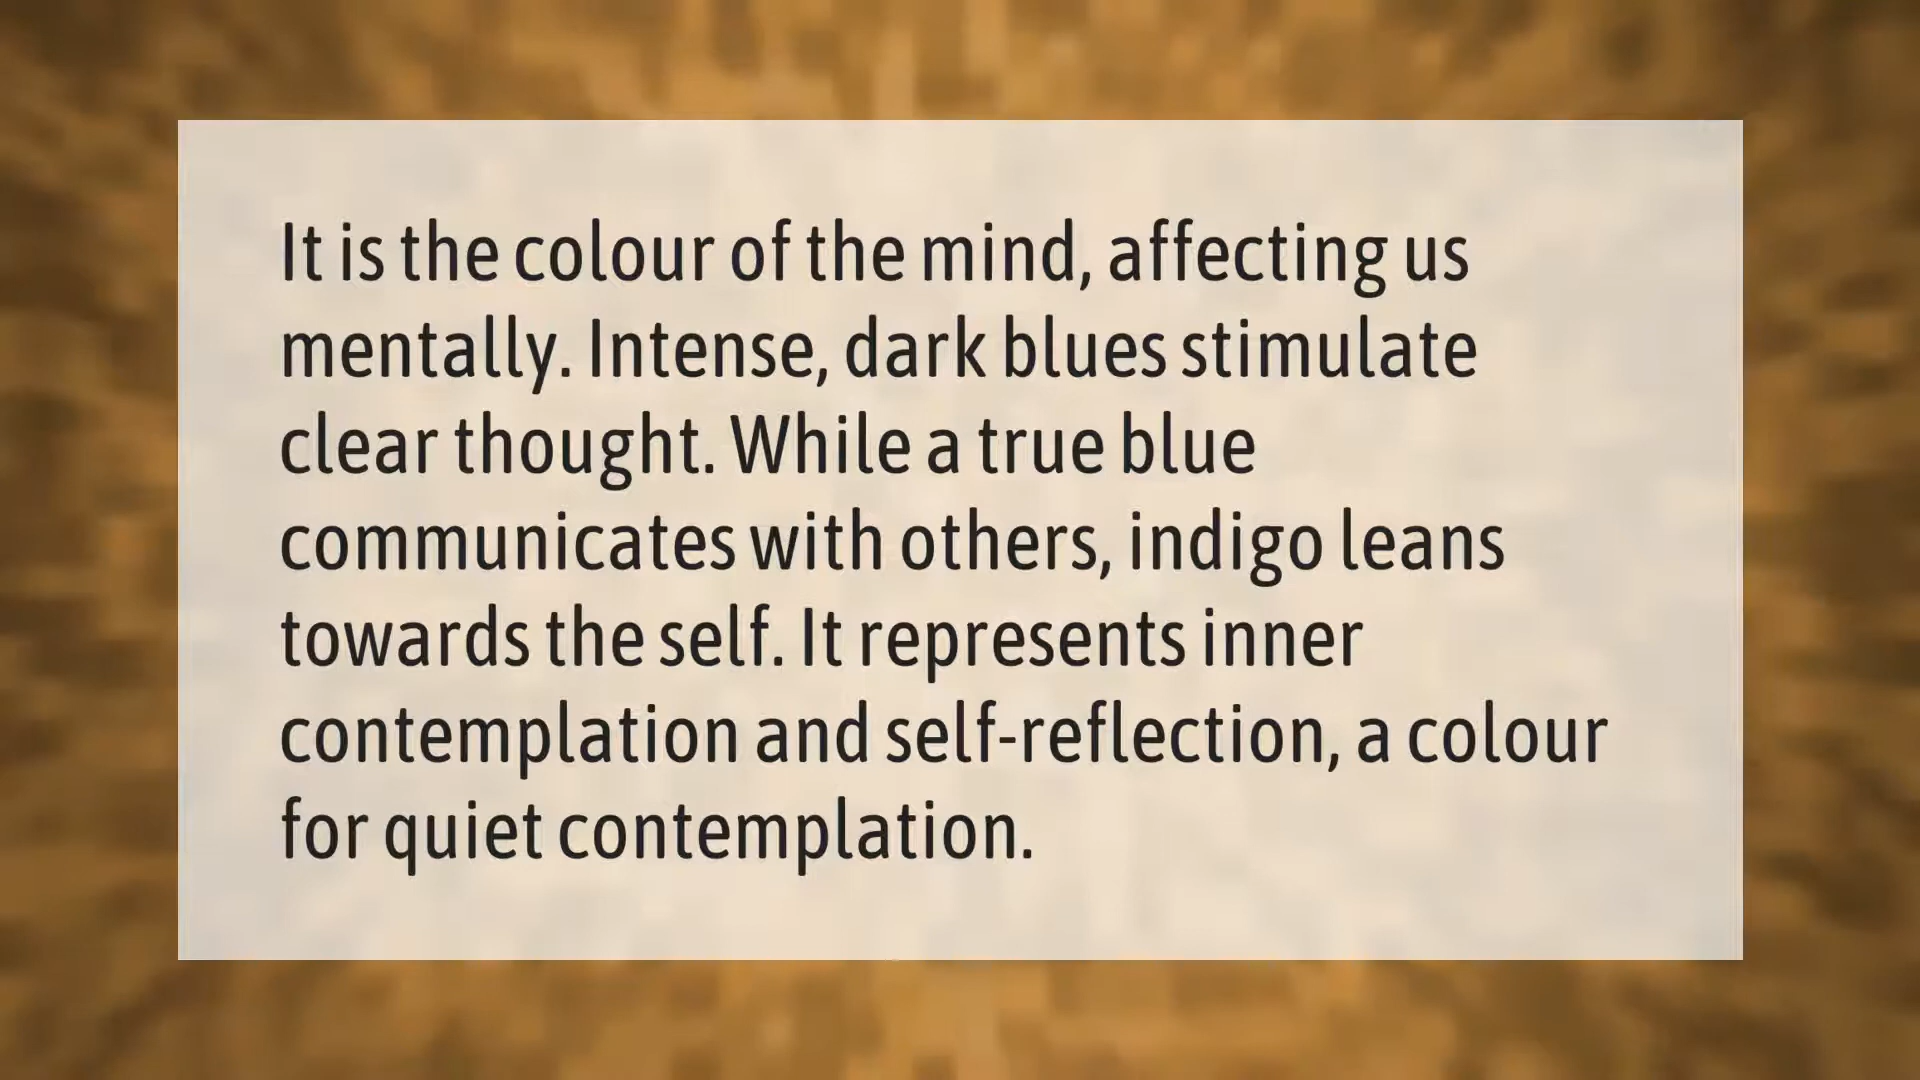 It is the colour of the mind, affecting us
mentally. Intense, dark blues stimulate
clear thought. While a true blue
communicates with others, indigo leans
towards the self. It represents inner
contemplation and self-reflection, a colour
for quiet contemplation.